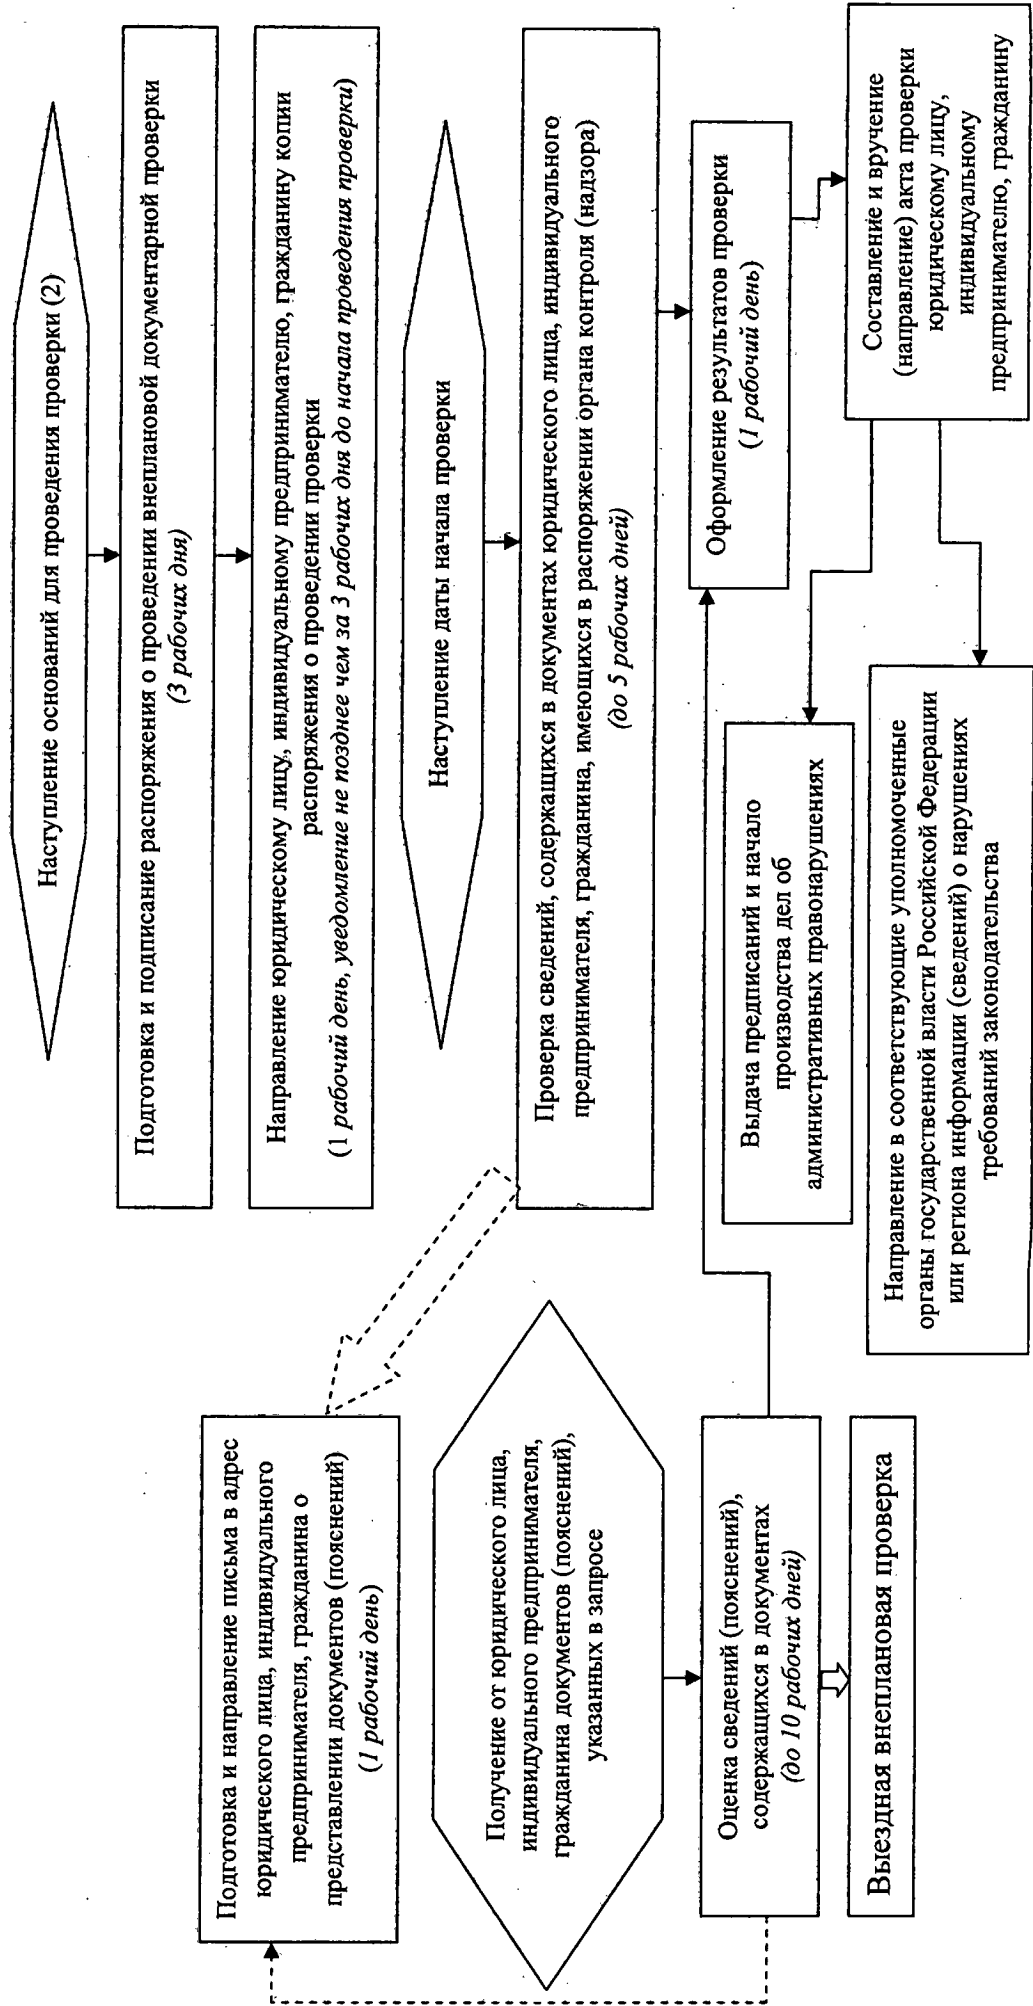 Наступление оснований для проведения проверки (2)
Подготовка и подписание распоряжения о проведении внеплановой документарной проверки
(3 рабочих дня)
Направление юридическому лицу, индивидуальному предпринимателю, гражданину копии
распоряжения о проведении проверки
(1 рабочий день, уведомление не позднее чем за 3 рабочих дня до начала проведения проверки)
Наступление даты начала проверки
Проверка сведений, содержащихся в документах юридического лица, индивидуального
предпринимателя, гражданина, имеющихся в распоряжении органа контроля (надзора)
(до 5 рабочих дней)
Подготовка и направление письма в адрес
юридического лица, индивидуального
предпринимателя, гражданина о
представлении документов (пояснений)
(1 рабочий день)
Получение от юридического лица,
индивидуального предпринимателя,
гражданина документов (пояснений),
указанных в запросе
Оценка сведений (пояснений),
содержащихся в документах
(до 10 рабочих дней)
Выездная внеплановая проверка
Оформление результатов проверки
(1 рабочий день)
Составление и вручение
(направление) акта проверки
юридическому лицу,
индивидуальному
предпринимателю, гражданину
Выдача предписаний и начало
производства дел об
административных правонарушениях
Направление в соответствующие уполномоченные
органы государственной власти Российской Федерации
или региона информации (сведений) о нарушениях
требований законодательства